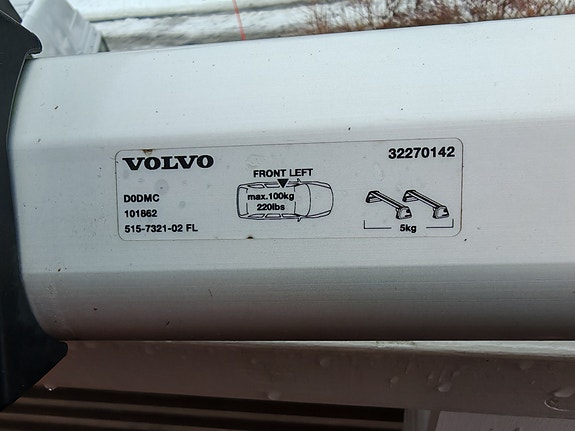 VOLVO
32270142
FRONT LEFT
D0DMC
max.100kg
101862
220lbs
515-7321-02 FL
5kg